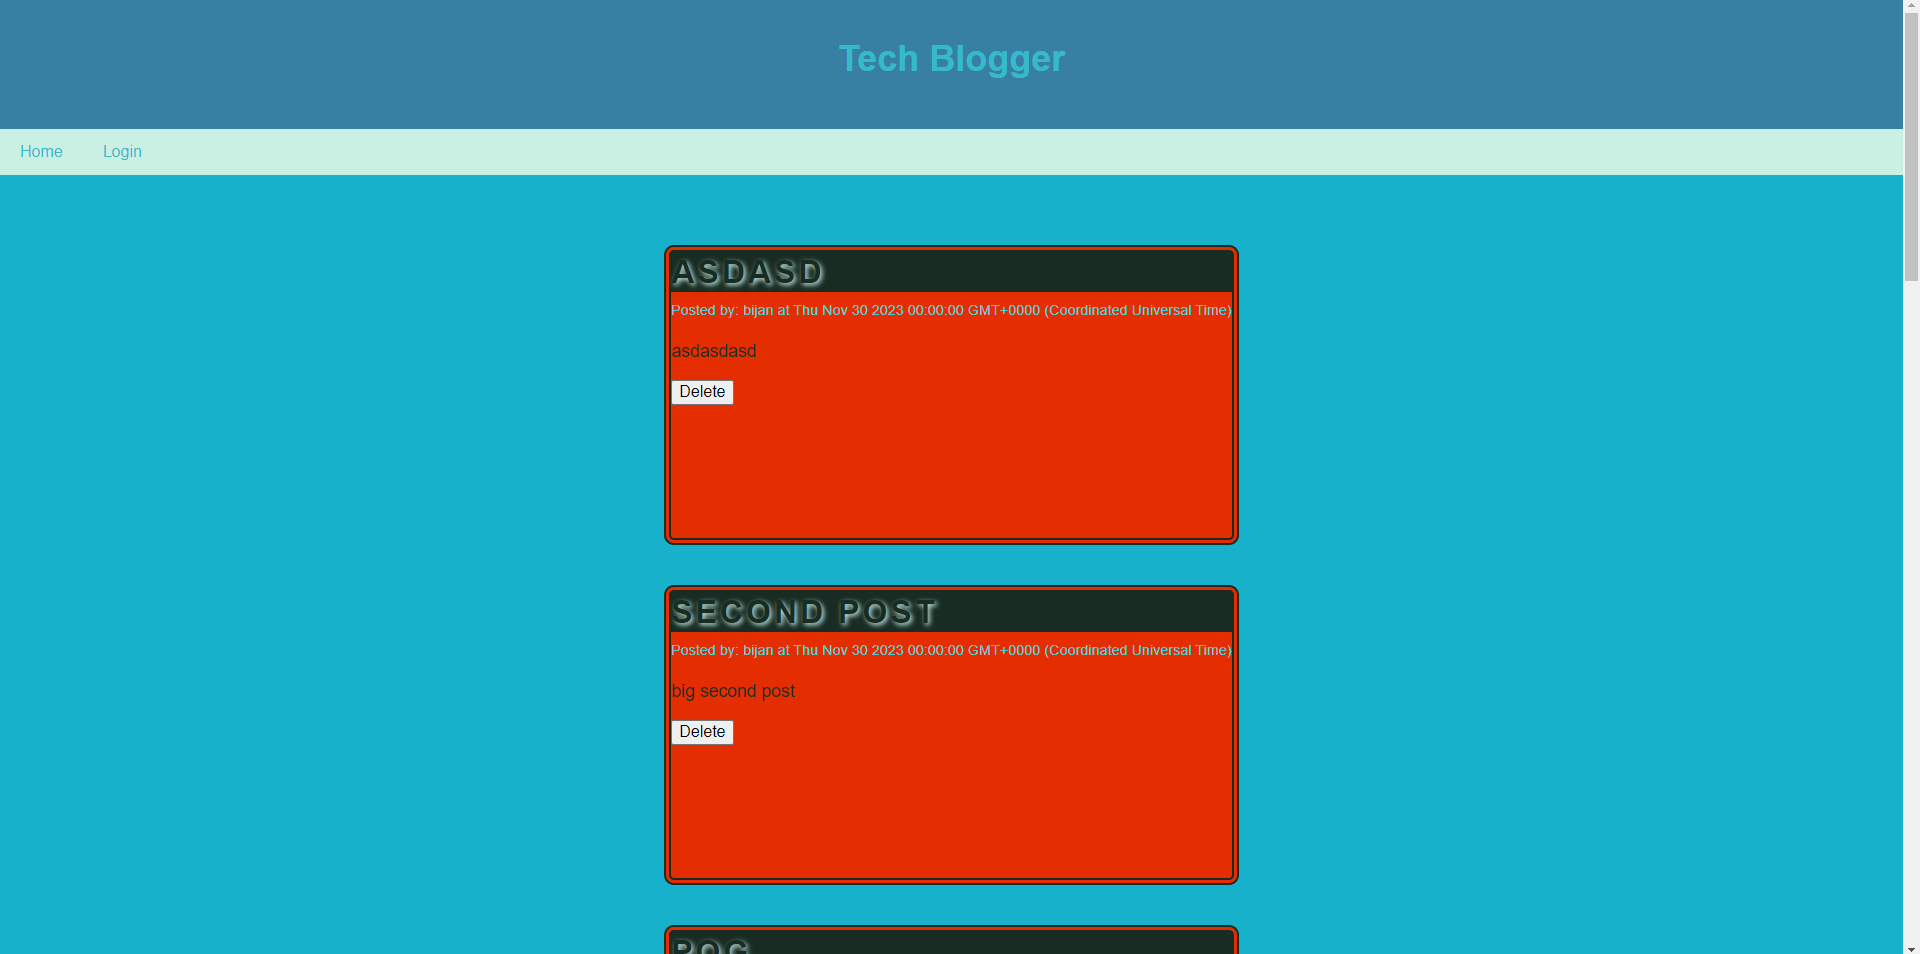 Tech Blogger
Home Login
ASDASD
Posted by: bijan at Thu Nov 30 2023 00:00:00 GMT+0000 (Coordinated Universal Time)
asdasdasd
Delete
SECOND POST
Posted by: bijan at Thu Nov 30 2023 00:00:00 GMT+0000 (Coordinated Universal Time)
big second post
Delete